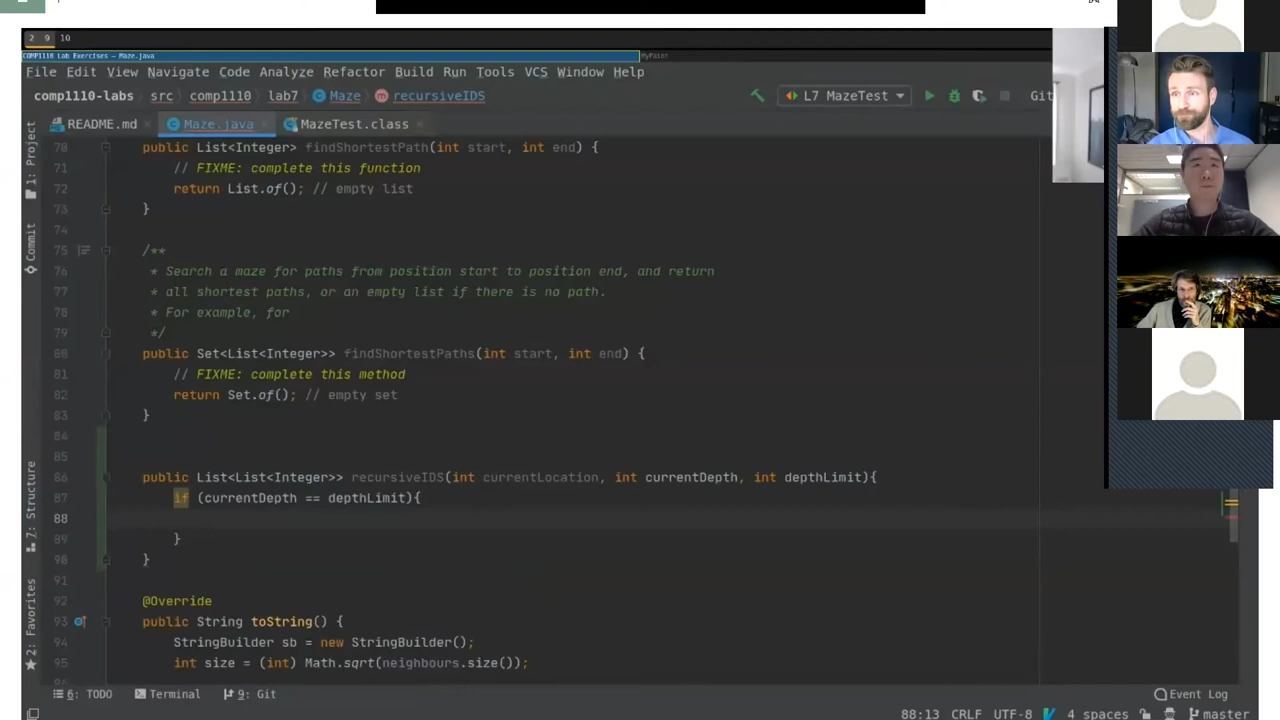 2 9 10
COMP1110 Lab Exercises – Maze.java
MyPaint
File Edit View Navigate Code Analyze Refactor Build Run Tools VCS Window Help
comp1110-labs src comp1110 lab7 Maze recursiveIDS L7 MazeTest Git
README.md Maze.java MazeTest.class
1: Project
Commit
7: Structure
2: Favorites
70 public List<Integer> findShortestPath(int start, int end) {
71 // FIXME: complete this function
72 return List.of(); // empty list
73 }
74
75 /**
76 * Search a maze for paths from position start to position end, and return
77 * all shortest paths, or an empty list if there is no path.
78 * For example, for
79 */
80 public Set<List<Integer>> findShortestPaths(int start, int end) {
81 // FIXME: complete this method
82 return Set.of(); // empty set
83 }
84
85
86 public List<List<Integer>> recursiveIDS(int currentLocation, int currentDepth, int depthLimit){
87 if (currentDepth == depthLimit){
88
89 }
90 }
91
92 @Override
93 public String toString() {
94 StringBuilder sb = new StringBuilder();
95 int size = (int) Math.sqrt(neighbours.size());
6: TODO Terminal 9: Git Event Log
88:13 CRLF UTF-8 4 spaces master